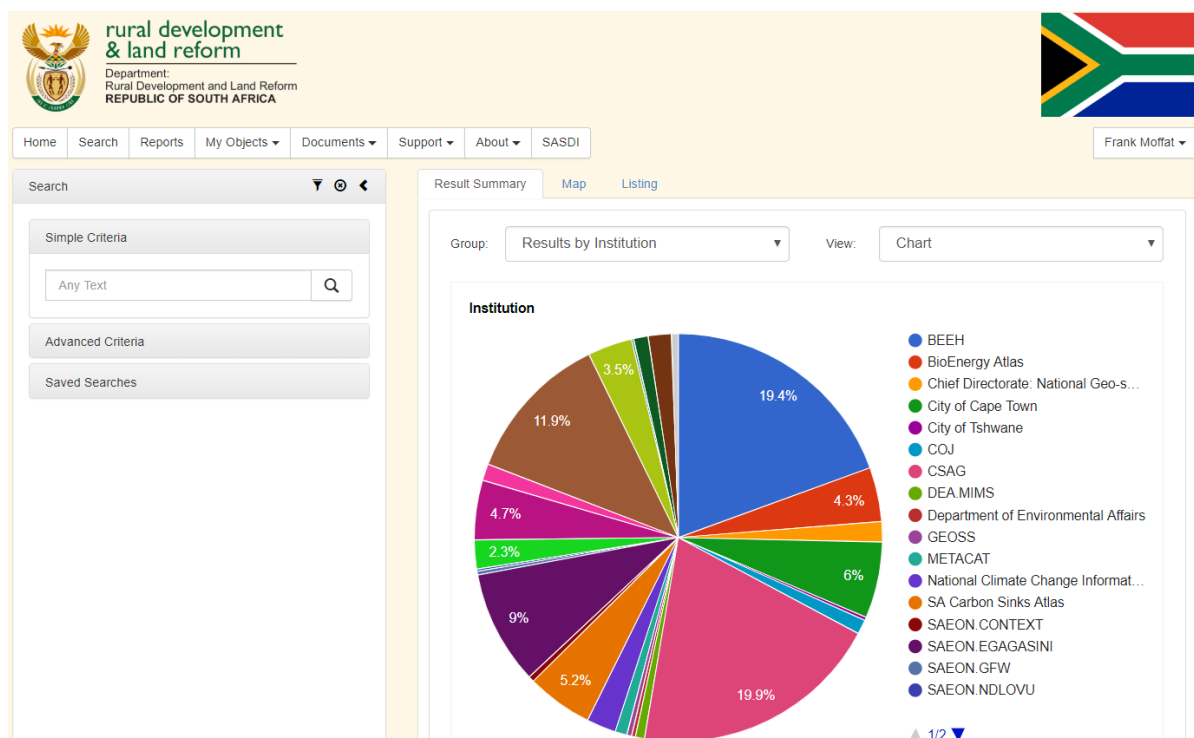 rural development
& land reform
Department:
Rural Development and Land Reform
REPUBLIC OF SOUTH AFRICA
Home Search Reports My Objects Documents Support About SASDI Frank Moffat
Search
Simple Criteria
Any Text
Advanced Criteria
Saved Searches
Result Summary Map Listing
Group: Results by Institution View: Chart
Institution
19.4%
4.3%
6%
19.9%
5.2%
9%
2.3%
4.7%
11.9%
3.5%
BEEH
BioEnergy Atlas
Chief Directorate: National Geo-s...
City of Cape Town
City of Tshwane
COJ
CSAG
DEA.MIMS
Department of Environmental Affairs
GEOSS
METACAT
National Climate Change Informat...
SA Carbon Sinks Atlas
SAEON.CONTEXT
SAEON.EGAGASINI
SAEON.GFW
SAEON.NDLOVU
1/2